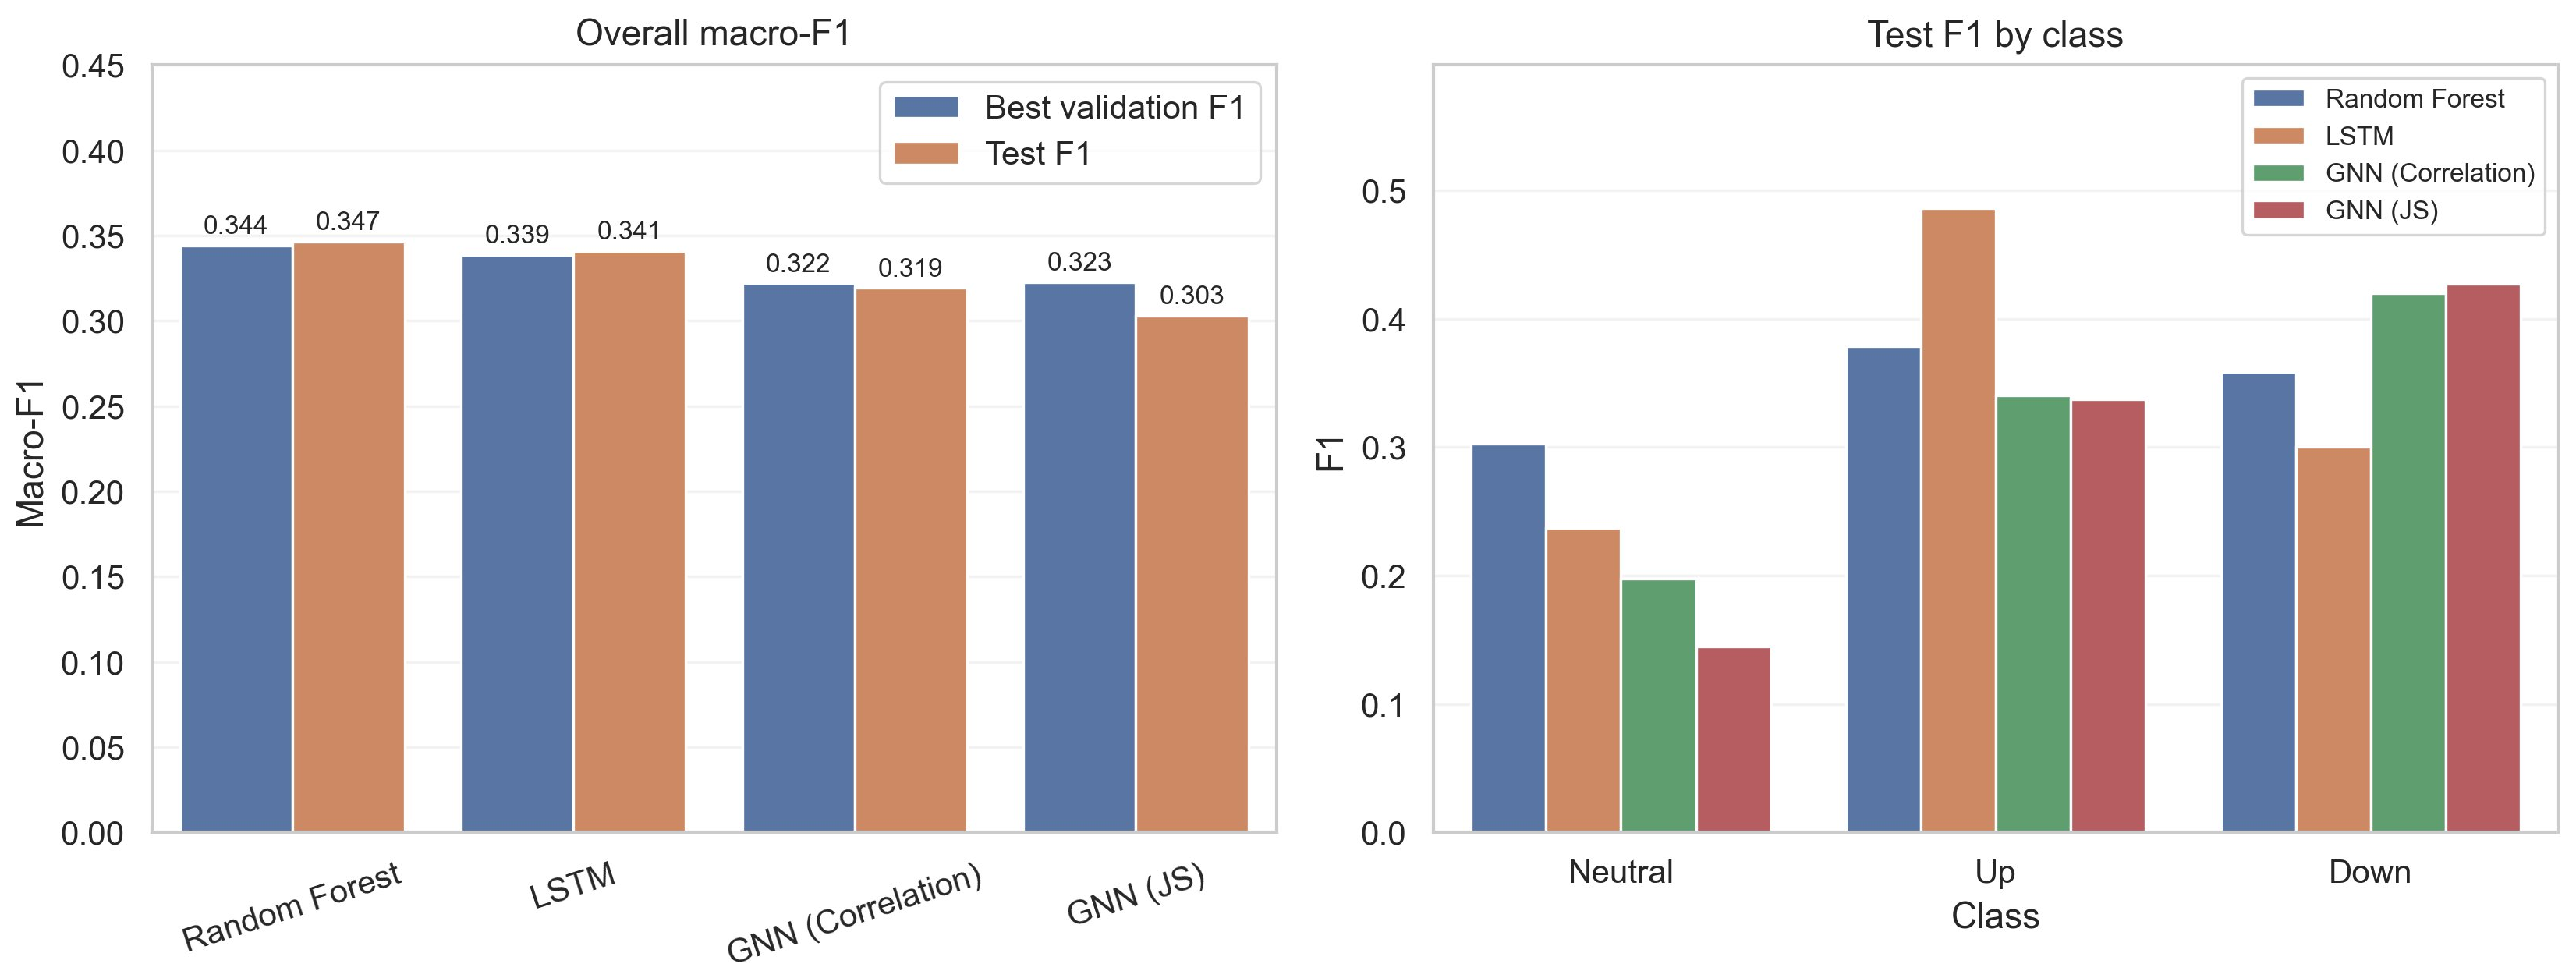 Overall macro-F1
Macro-F1
0.45
0.40
0.35
0.30
0.25
0.20
0.15
0.10
0.05
0.00
Best validation F1
Test F1
0.344
0.347
0.339
0.341
0.322
0.319
0.323
0.303
Random Forest
LSTM
GNN (Correlation)
GNN (JS)
Test F1 by class
F1
0.5
0.4
0.3
0.2
0.1
0.0
Random Forest
LSTM
GNN (Correlation)
GNN (JS)
Neutral
Up
Down
Class